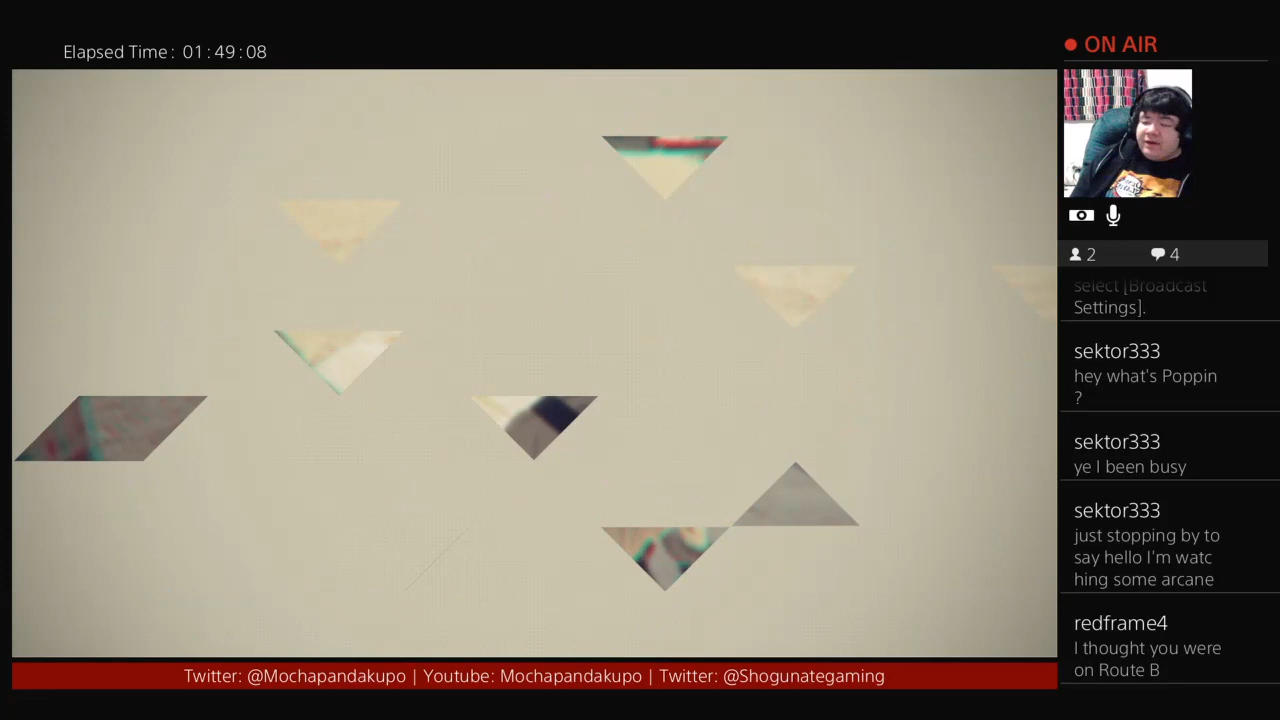 Elapsed Time: 01:49:08
ON AIR
2
4
select [Broadcast
Settings].
sektor333
hey what's Poppin
?
sektor333
ye I been busy
sektor333
just stopping by to
say hello I'm watc
hing some arcane
redframe4
I thought you were
on Route B
Twitter: @Mochapandakupo | Youtube: Mochapandakupo | Twitter: @Shogunategaming